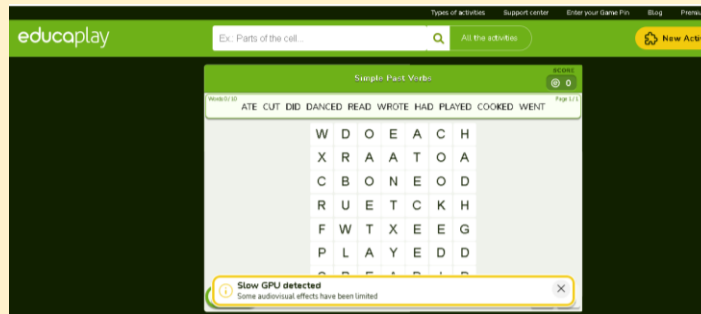 Types of activities Support center Enter your Game Pin Blog Premiu
educaplay Ex.: Parts of the cell... All the activities New Acti
SCORE
Simple Past Verbs 0
Words 0 / 10 ATE CUT DID DANCED READ WROTE HAD PLAYED COOKED WENT Page 1 / 1
W D O E A C H
X R A A T O A
C B O N E O D
R U E T C K H
F W T X E E G
P L A Y E D D
Slow GPU detected
Some audiovisual effects have been limited